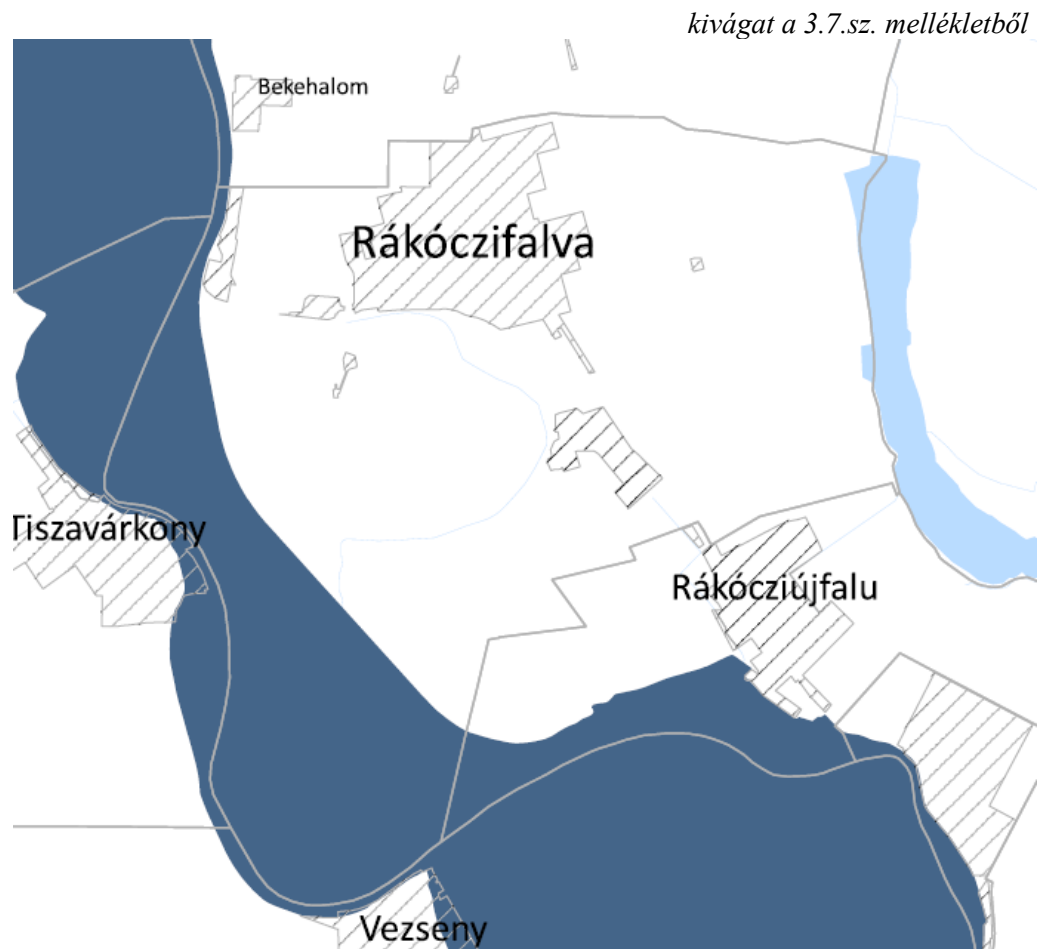 kivágat a 3.7.sz. mellékletből
Bekehalom
Rákóczifalva
Tiszavárkony
Rákócziújfalu
Vezseny